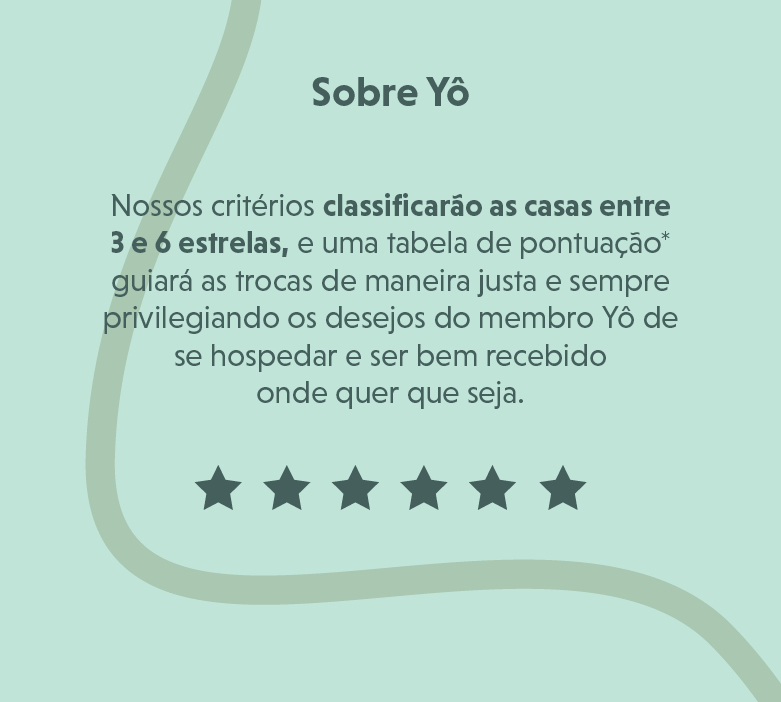 Sobre Yô
Nossos critérios classificarão as casas entre
3 e 6 estrelas, e uma tabela de pontuação*
guiará as trocas de maneira justa e sempre
privilegiando os desejos do membro Yô de
se hospedar e ser bem recebido
onde quer que seja.